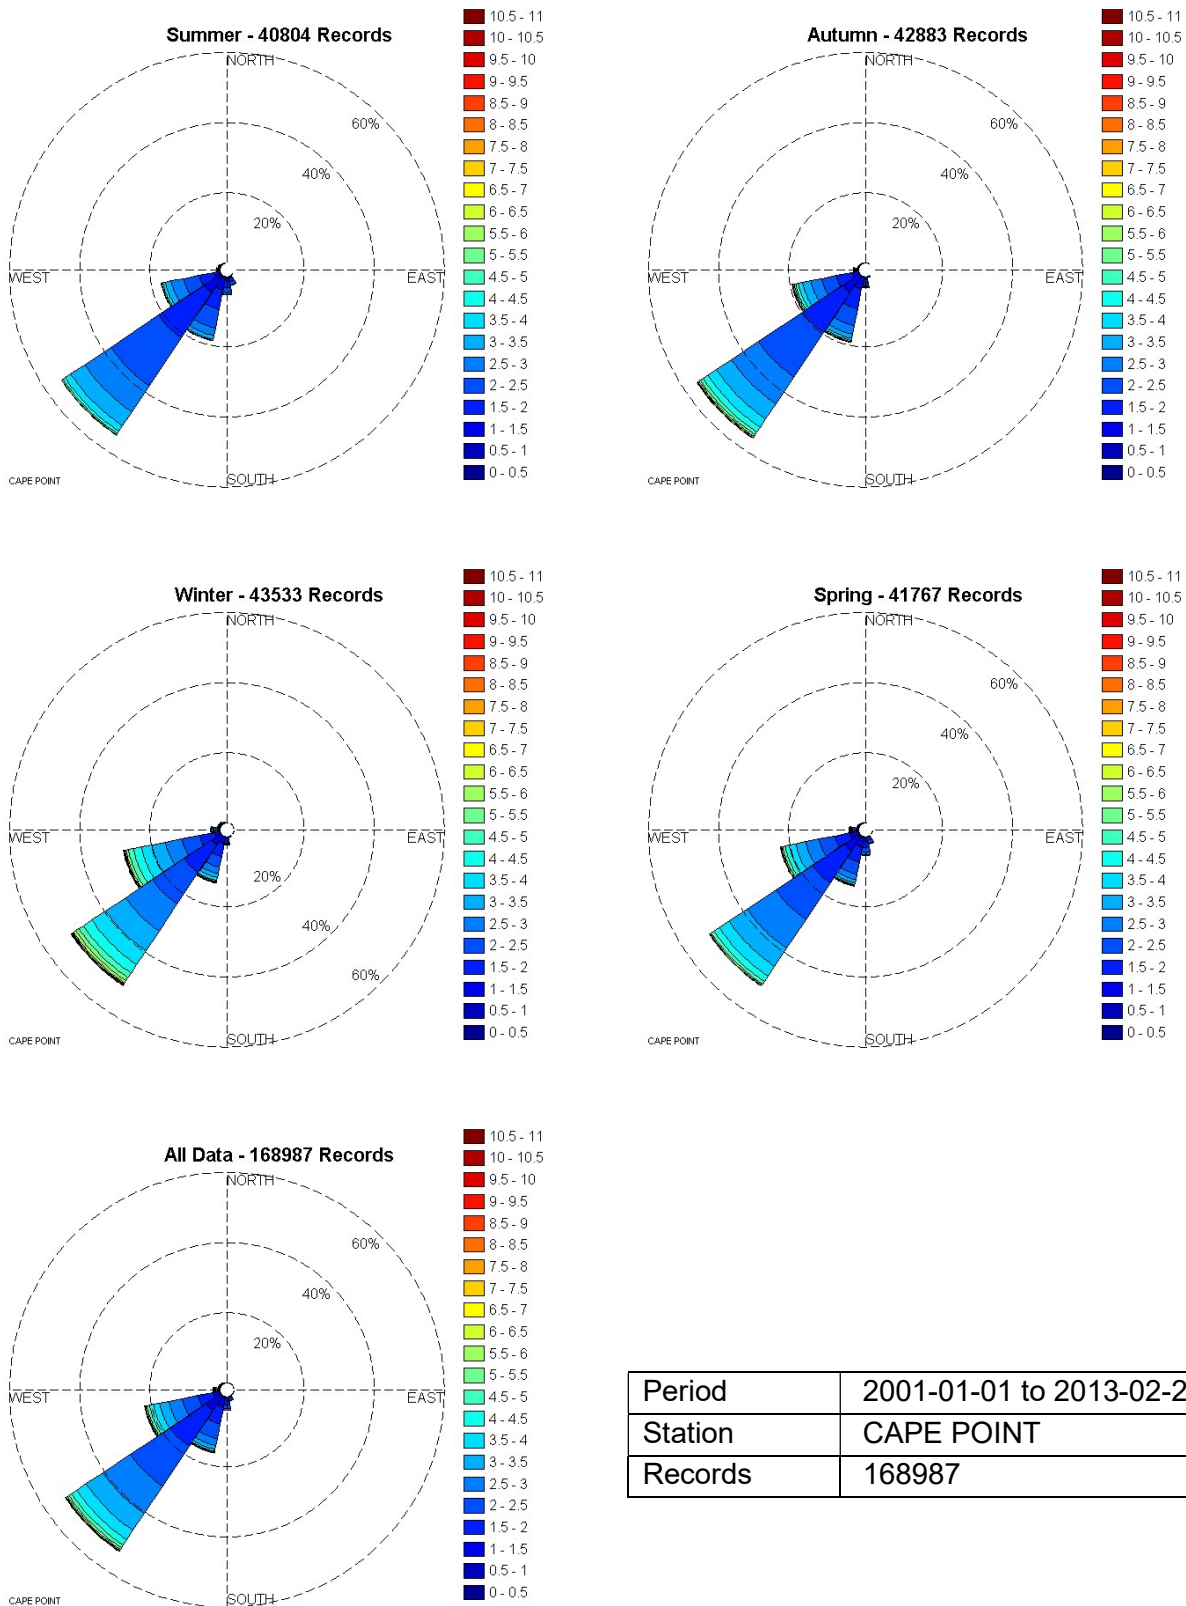 Summer - 40804 Records
NORTH
60%
40%
20%
WEST
EAST
SOUTH
CAPE POINT
10.5 - 11
10 - 10.5
9.5 - 10
9 - 9.5
8.5 - 9
8 - 8.5
7.5 - 8
7 - 7.5
6.5 - 7
6 - 6.5
5.5 - 6
5 - 5.5
4.5 - 5
4 - 4.5
3.5 - 4
3 - 3.5
2.5 - 3
2 - 2.5
1.5 - 2
1 - 1.5
0.5 - 1
0 - 0.5
Autumn - 42883 Records
NORTH
60%
40%
20%
WEST
EAST
SOUTH
CAPE POINT
10.5 - 11
10 - 10.5
9.5 - 10
9 - 9.5
8.5 - 9
8 - 8.5
7.5 - 8
7 - 7.5
6.5 - 7
6 - 6.5
5.5 - 6
5 - 5.5
4.5 - 5
4 - 4.5
3.5 - 4
3 - 3.5
2.5 - 3
2 - 2.5
1.5 - 2
1 - 1.5
0.5 - 1
0 - 0.5
Winter - 43533 Records
NORTH
WEST
EAST
20%
40%
60%
SOUTH
CAPE POINT
10.5 - 11
10 - 10.5
9.5 - 10
9 - 9.5
8.5 - 9
8 - 8.5
7.5 - 8
7 - 7.5
6.5 - 7
6 - 6.5
5.5 - 6
5 - 5.5
4.5 - 5
4 - 4.5
3.5 - 4
3 - 3.5
2.5 - 3
2 - 2.5
1.5 - 2
1 - 1.5
0.5 - 1
0 - 0.5
Spring - 41767 Records
NORTH
60%
40%
20%
WEST
EAST
SOUTH
CAPE POINT
10.5 - 11
10 - 10.5
9.5 - 10
9 - 9.5
8.5 - 9
8 - 8.5
7.5 - 8
7 - 7.5
6.5 - 7
6 - 6.5
5.5 - 6
5 - 5.5
4.5 - 5
4 - 4.5
3.5 - 4
3 - 3.5
2.5 - 3
2 - 2.5
1.5 - 2
1 - 1.5
0.5 - 1
0 - 0.5
All Data - 168987 Records
NORTH
60%
40%
20%
WEST
EAST
SOUTH
CAPE POINT
10.5 - 11
10 - 10.5
9.5 - 10
9 - 9.5
8.5 - 9
8 - 8.5
7.5 - 8
7 - 7.5
6.5 - 7
6 - 6.5
5.5 - 6
5 - 5.5
4.5 - 5
4 - 4.5
3.5 - 4
3 - 3.5
2.5 - 3
2 - 2.5
1.5 - 2
1 - 1.5
0.5 - 1
0 - 0.5
Period 2001-01-01 to 2013-02-2
Station CAPE POINT
Records 168987